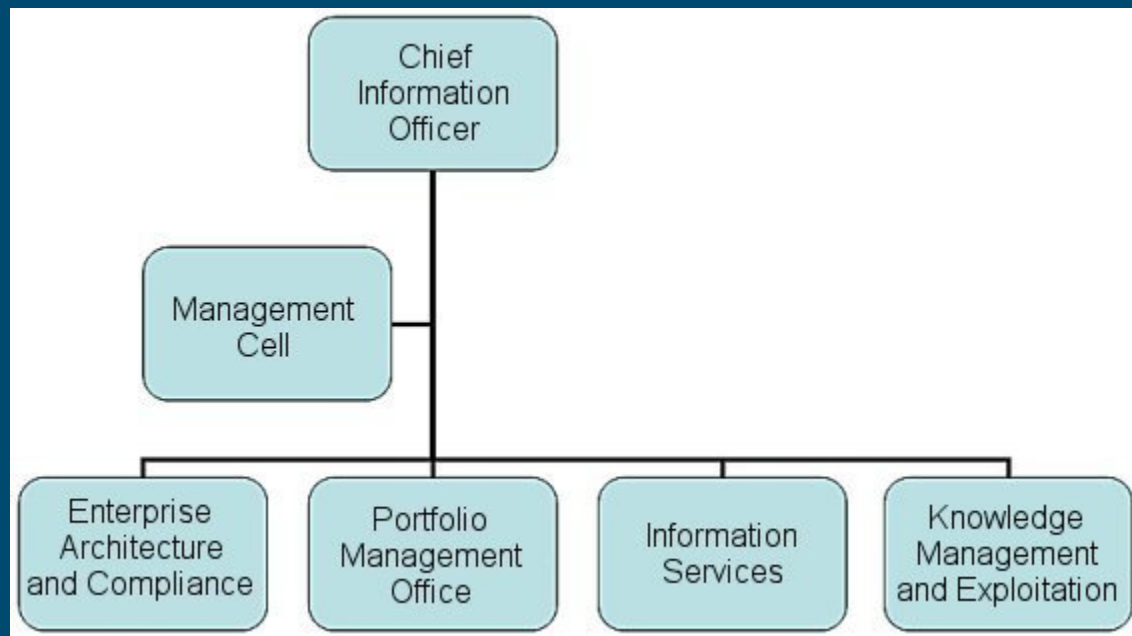 Chief
Information
Officer
Management
Cell
Enterprise
Architecture
and Compliance
Portfolio
Management
Office
Information
Services
Knowledge
Management
and Exploitation